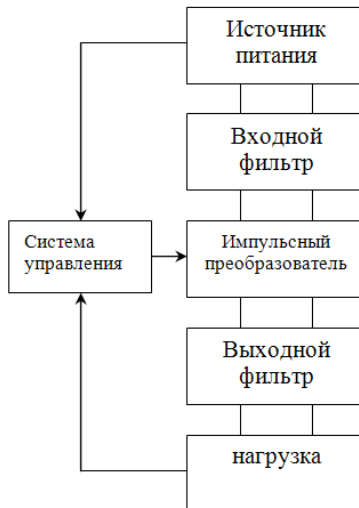 Источник
питания
Входной
фильтр
Система
управления
Импульсный
преобразователь
Выходной
фильтр
нагрузка